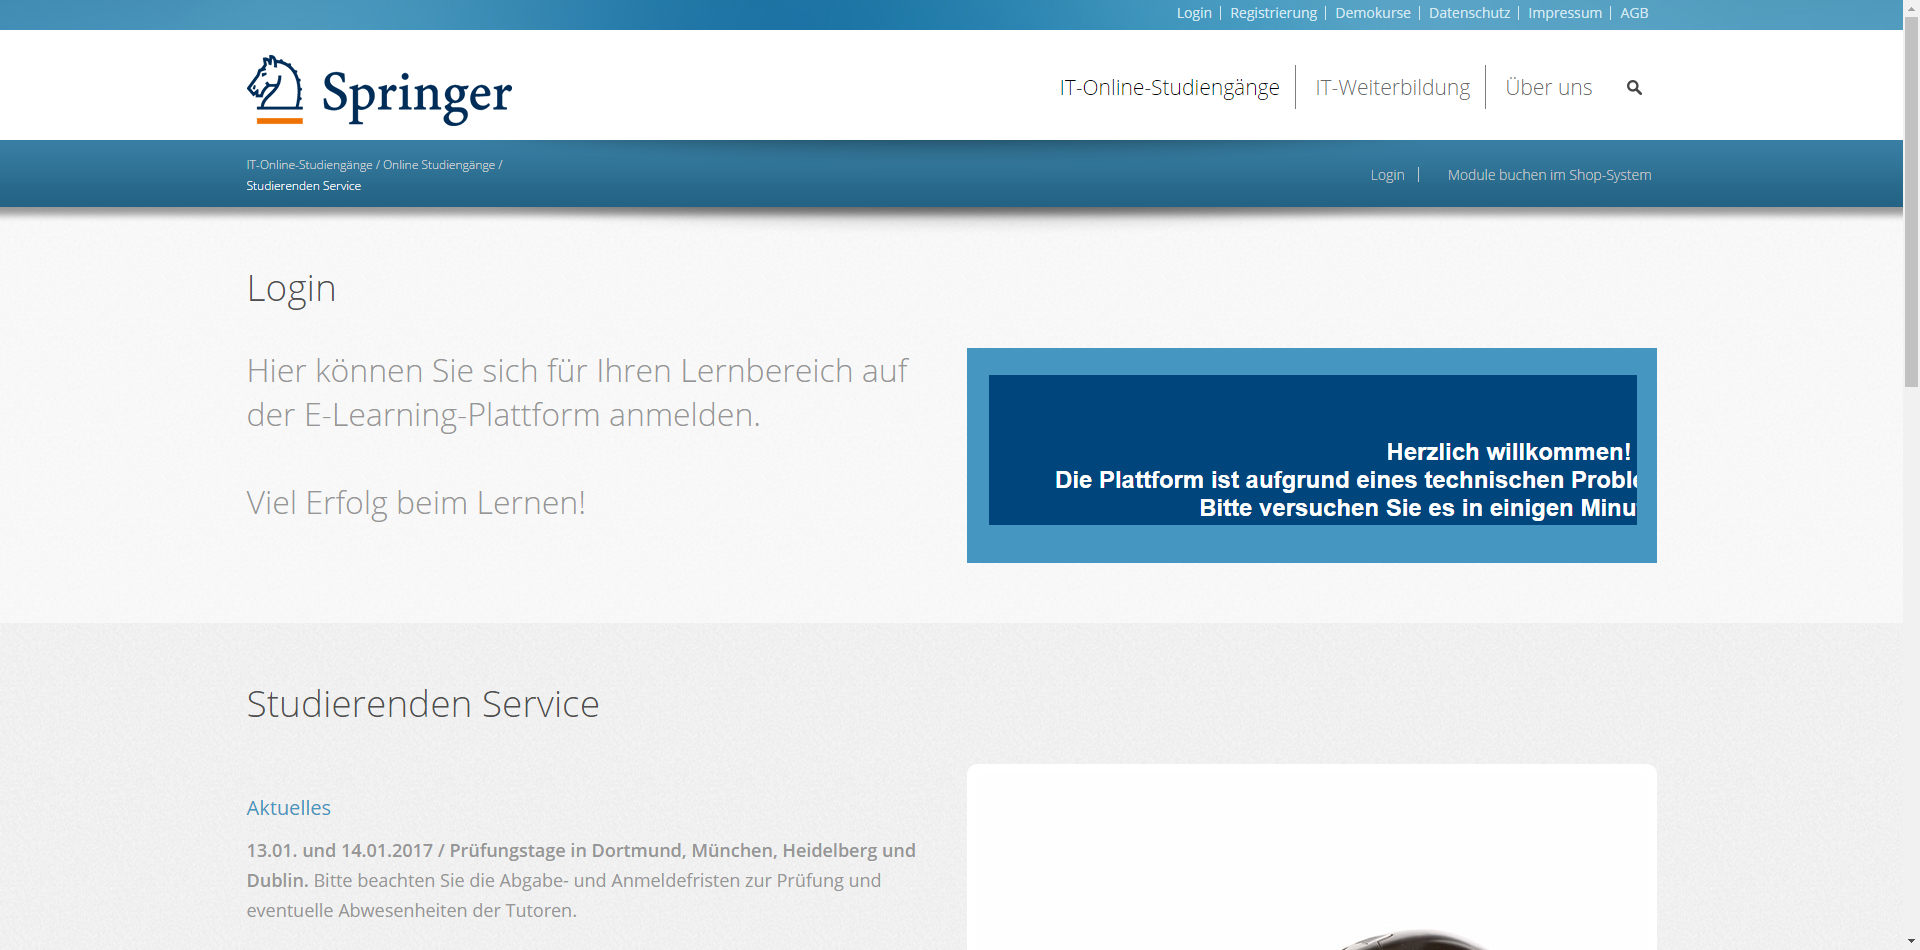 Login | Registrierung | Demokurse | Datenschutz | Impressum | AGB
Springer
IT-Online-Studiengänge | IT-Weiterbildung | Über uns
IT-Online-Studiengänge / Online Studiengänge /
Studierenden Service
Login | Module buchen im Shop-System
Login
Hier können Sie sich für Ihren Lernbereich auf
der E-Learning-Plattform anmelden.
Viel Erfolg beim Lernen!
Herzlich willkommen!
Die Plattform ist aufgrund eines technischen
Bitte versuchen Sie es in einigen
Studierenden Service
Aktuelles
13.01. und 14.01.2017 / Prüfungstage in Dortmund, München, Heidelberg und
Dublin. Bitte beachten Sie die Abgabe- und Anmeldefristen zur Prüfung und
eventuelle Abwesenheiten der Tutoren.